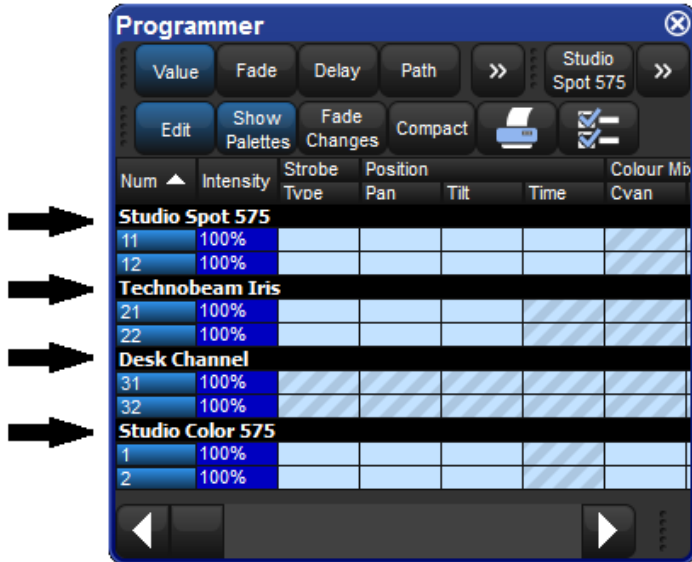 Programmer
Value Fade Delay Path » Studio Spot 575 »
Edit Show Palettes Fade Changes Compact
Num Intensity Strobe Position Colour Mix
Type Pan Tilt Time Cyan
Studio Spot 575
11 100%
12 100%
Technobeam Iris
21 100%
22 100%
Desk Channel
31 100%
32 100%
Studio Color 575
1 100%
2 100%